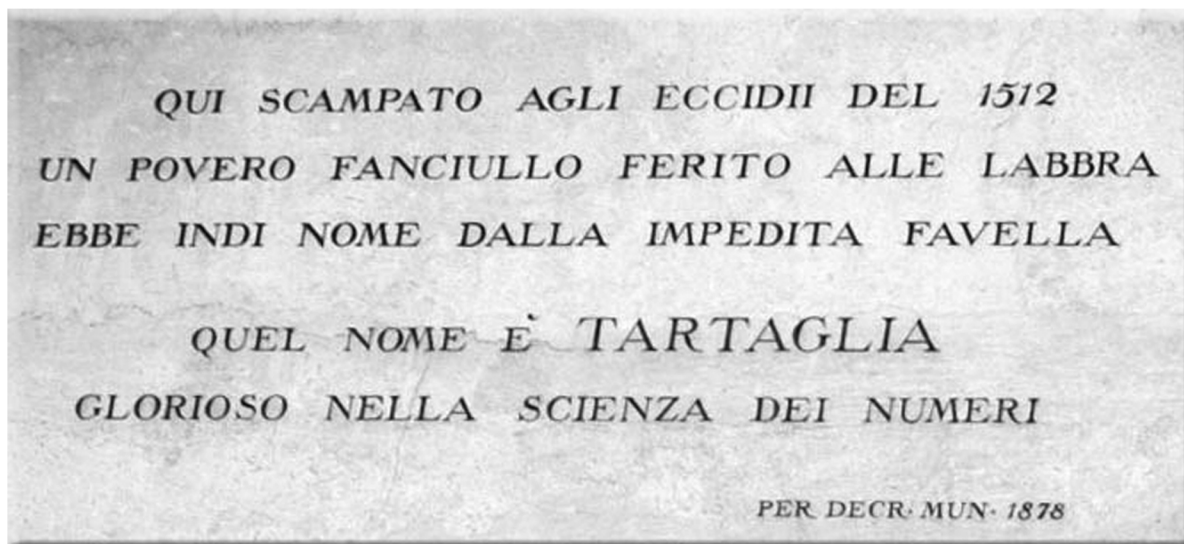 QUI SCAMPATO AGLI ECCIDII DEL 1512
UN POVERO FANCIULLO FERITO ALLE LABBRA
EBBE INDI NOME DALLA IMPEDITA FAVELLA
QUEL NOME È TARTAGLIA
GLORIOSO NELLA SCIENZA DEI NUMERI
PER DECR. MUN. 1878